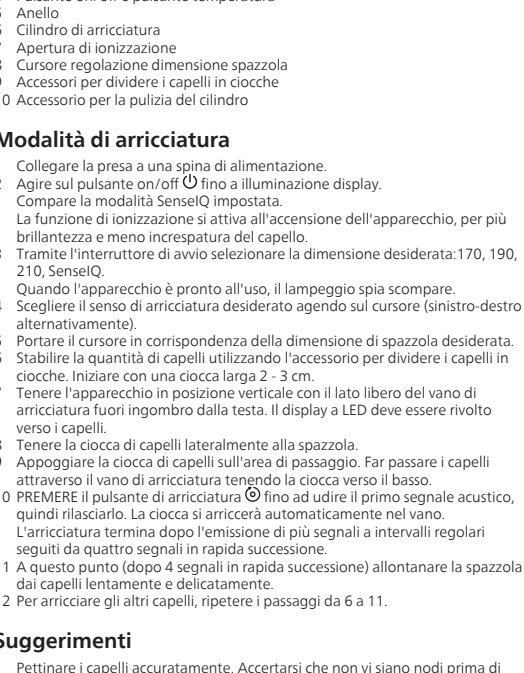 Anello
Cilindro di arricciatura
Apertura di ionizzazione
Cursore regolazione dimensione spazzola
Accessori per dividere i capelli in ciocche
0 Accessorio per la pulizia del cilindro
Modalità di arricciatura
Collegare la presa a una spina di alimentazione.
2 Agire sul pulsante on/off fino a illuminazione display.
Compare la modalità SenseIQ impostata.
La funzione di ionizzazione si attiva all'accensione dell'apparecchio, per più
brillantezza e meno increspatura del capello.
3 Tramite l'interruttore di avvio selezionare la dimensione desiderata:170, 190,
210, SenseIQ.
Quando l'apparecchio è pronto all'uso, il lampeggio spia scompare.
4 Scegliere il senso di arricciatura desiderato agendo sul cursore (sinistro-destro
alternativamente).
5 Portare il cursore in corrispondenza della dimensione di spazzola desiderata.
6 Stabilire la quantità di capelli utilizzando l'accessorio per dividere i capelli in
ciocche. Iniziare con una ciocca larga 2 - 3 cm.
7 Tenere l'apparecchio in posizione verticale con il lato libero del vano di
arricciatura fuori ingombro dalla testa. Il display a LED deve essere rivolto
verso i capelli.
8 Tenere la ciocca di capelli lateralmente alla spazzola.
9 Appoggiare la ciocca di capelli sull'area di passaggio. Far passare i capelli
attraverso il vano di arricciatura tenendo la ciocca verso il basso.
0 PREMERE il pulsante di arricciatura fino ad udire il primo segnale acustico,
quindi rilasciarlo. La ciocca si arriccerà automaticamente nel vano.
L'arricciatura termina dopo l'emissione di più segnali a intervalli regolari
seguiti da quattro segnali in rapida successione.
1 A questo punto (dopo 4 segnali in rapida successione) allontanare la spazzola
dai capelli lentamente e delicatamente.
2 Per arricciare gli altri capelli, ripetere i passaggi da 6 a 11.
Suggerimenti
Pettinare i capelli accuratamente. Accertarsi che non vi siano nodi prima di